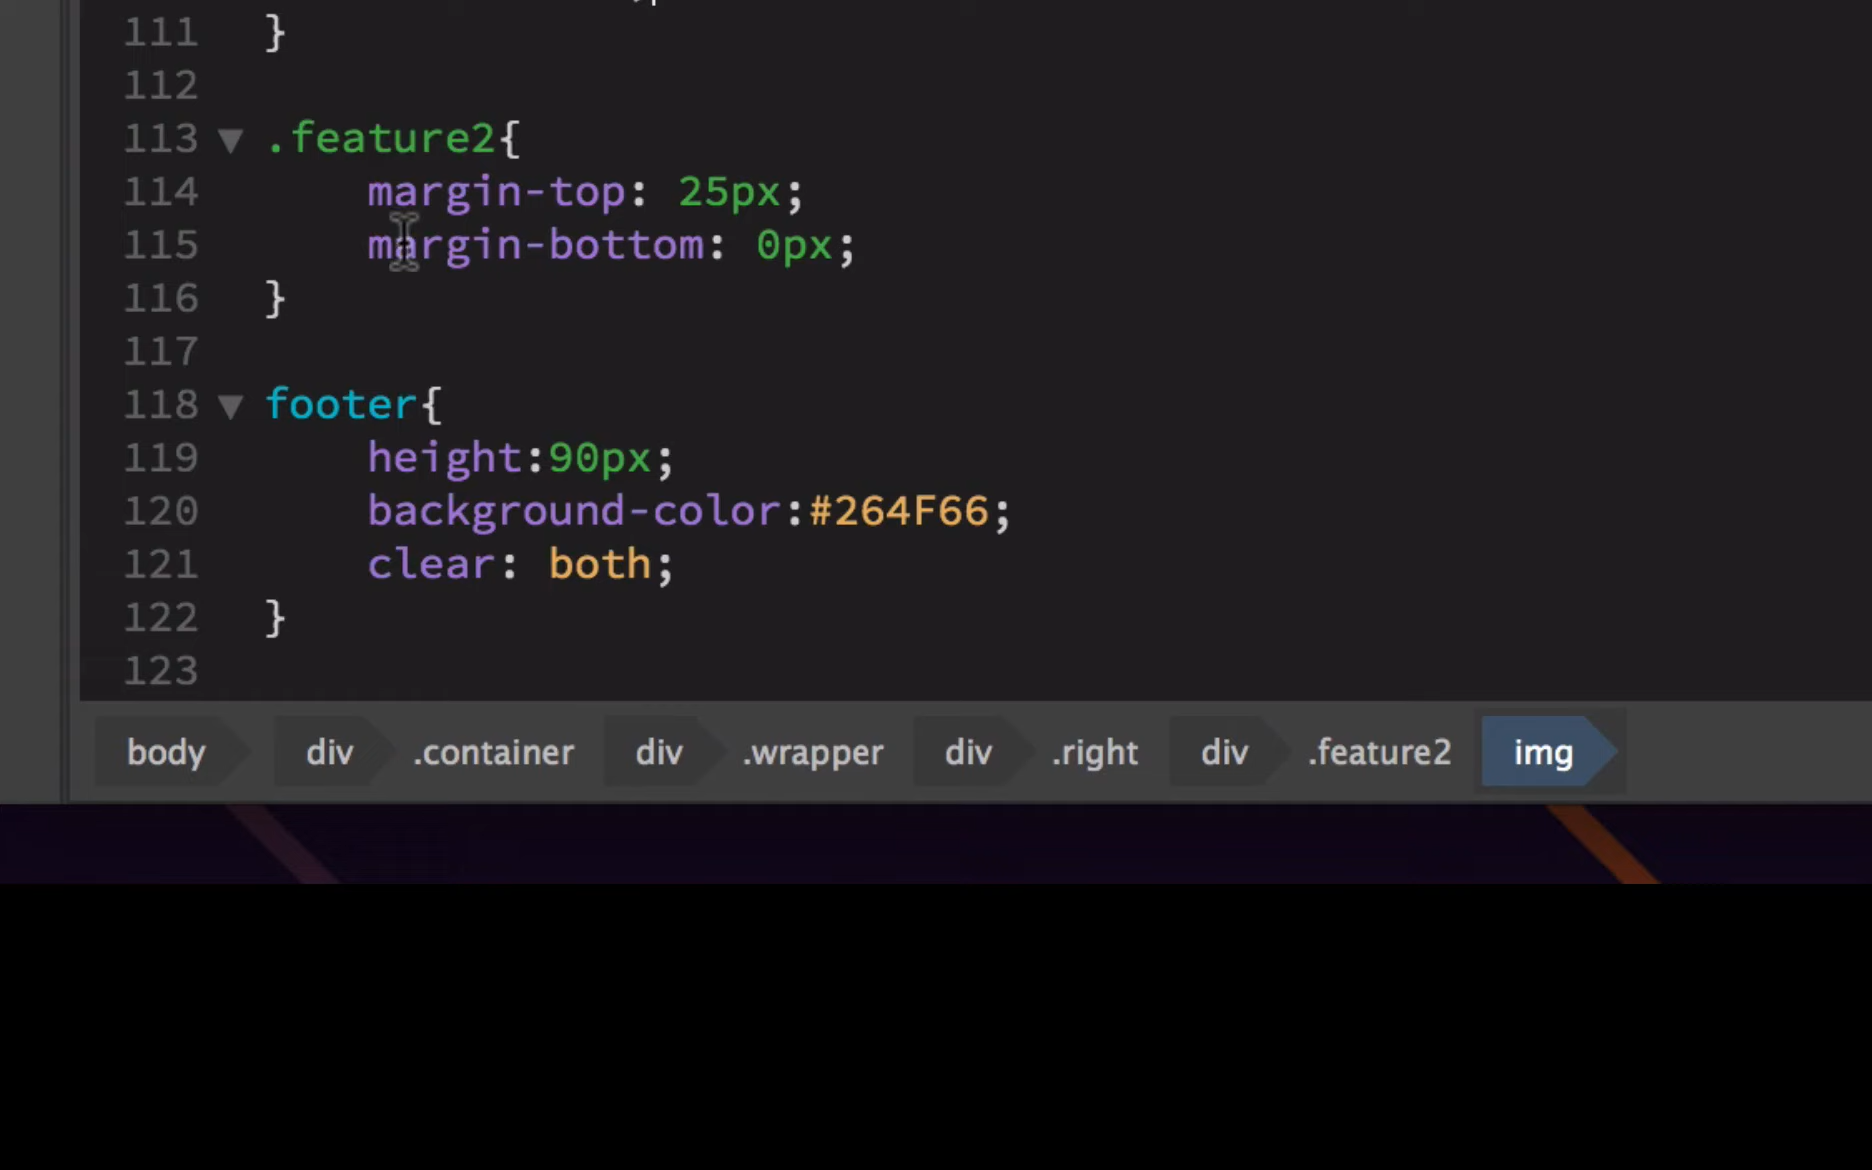 111 }
112
113 ▼ .feature2{
114 margin-top: 25px;
115 margin-bottom: 0px;
116 }
117
118 ▼ footer{
119 height:90px;
120 background-color:#264F66;
121 clear: both;
122 }
123
body div .container div .wrapper div .right div .feature2 img